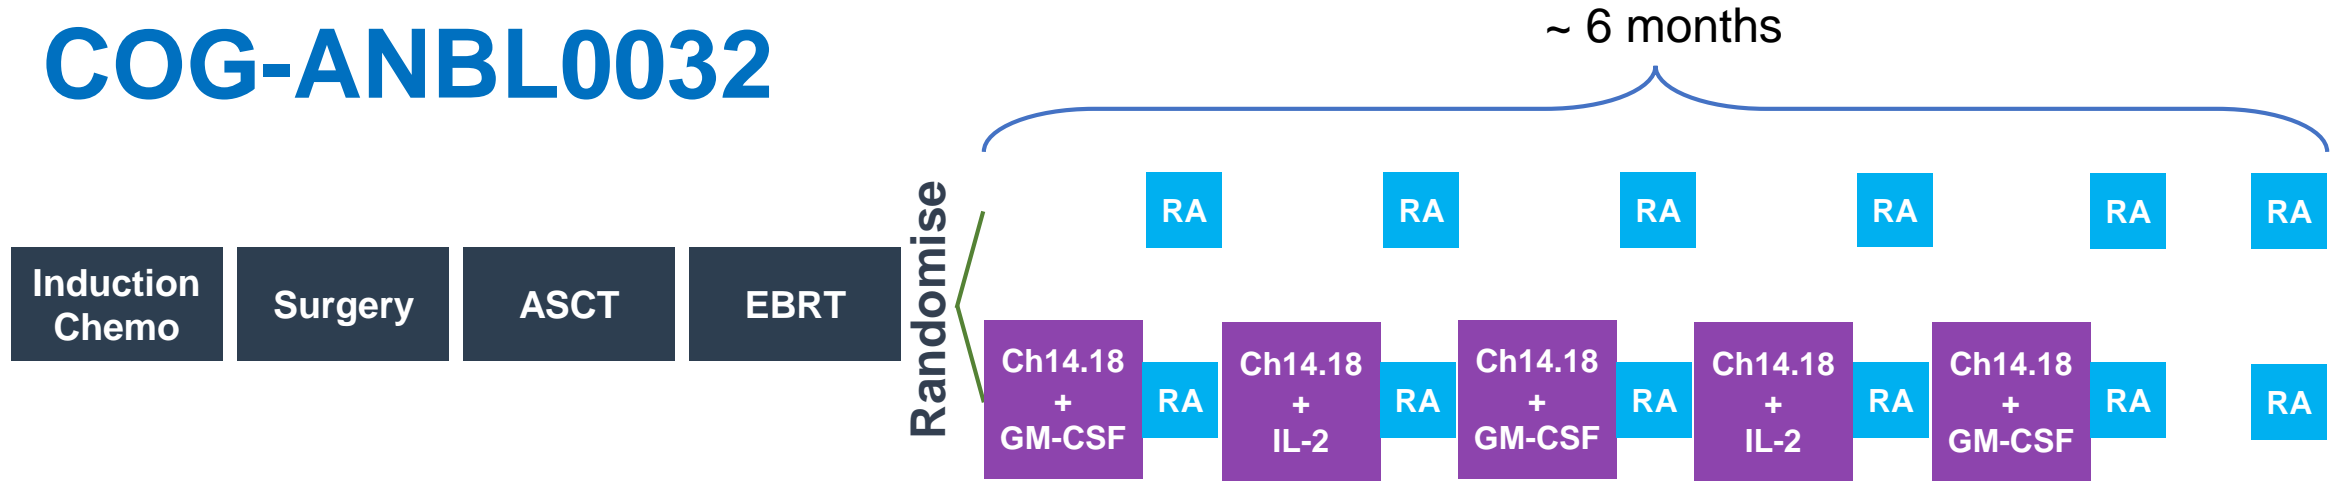 COG-ANBL0032
~ 6 months
Induction
Chemo
Surgery
ASCT
EBRT
Randomise
RA
RA
RA
RA
RA
RA
Ch14.18
+
GM-CSF
RA
Ch14.18
+
IL-2
RA
Ch14.18
+
GM-CSF
RA
Ch14.18
+
IL-2
RA
Ch14.18
+
GM-CSF
RA
RA